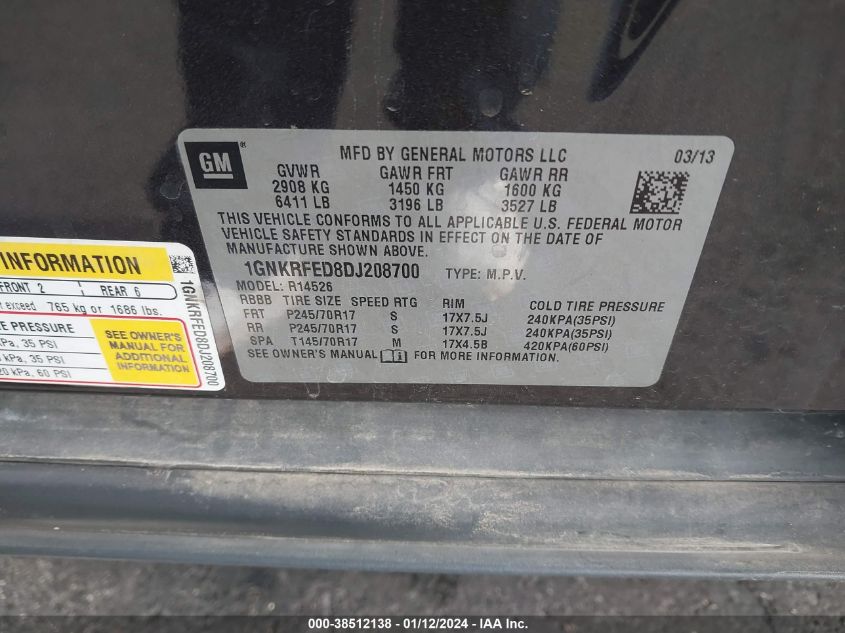 GM
MFD BY GENERAL MOTORS LLC
03/13
GVWR GAWR FRT GAWR RR
2908 KG 1450 KG 1600 KG
6411 LB 3196 LB 3527 LB
THIS VEHICLE CONFORMS TO ALL APPLICABLE U.S. FEDERAL MOTOR
VEHICLE SAFETY STANDARDS IN EFFECT ON THE DATE OF
MANUFACTURE SHOWN ABOVE.
1GNKRFED8DJ208700 TYPE: M.P.V.
MODEL: R14526
RBBB TIRE SIZE SPEED RTG RIM COLD TIRE PRESSURE
FRT P245/70R17 S 17X7.5J 240KPA(35PSI)
RR P245/70R17 S 17X7.5J 240KPA(35PSI)
SPA T145/70R17 M 17X4.5B 420KPA(60PSI)
SEE OWNER'S MANUAL FOR MORE INFORMATION.
INFORMATION
FRONT 2 REAR 6
exceed 765 kg or 1686 lbs.
PRESSURE
kPa, 35 PSI
kPa, 35 PSI
kPa, 60 PSI
SEE OWNER'S
MANUAL FOR
ADDITIONAL
INFORMATION
1GNKRFED8DJ208700
000-38512138 - 01/12/2024 - IAA Inc.